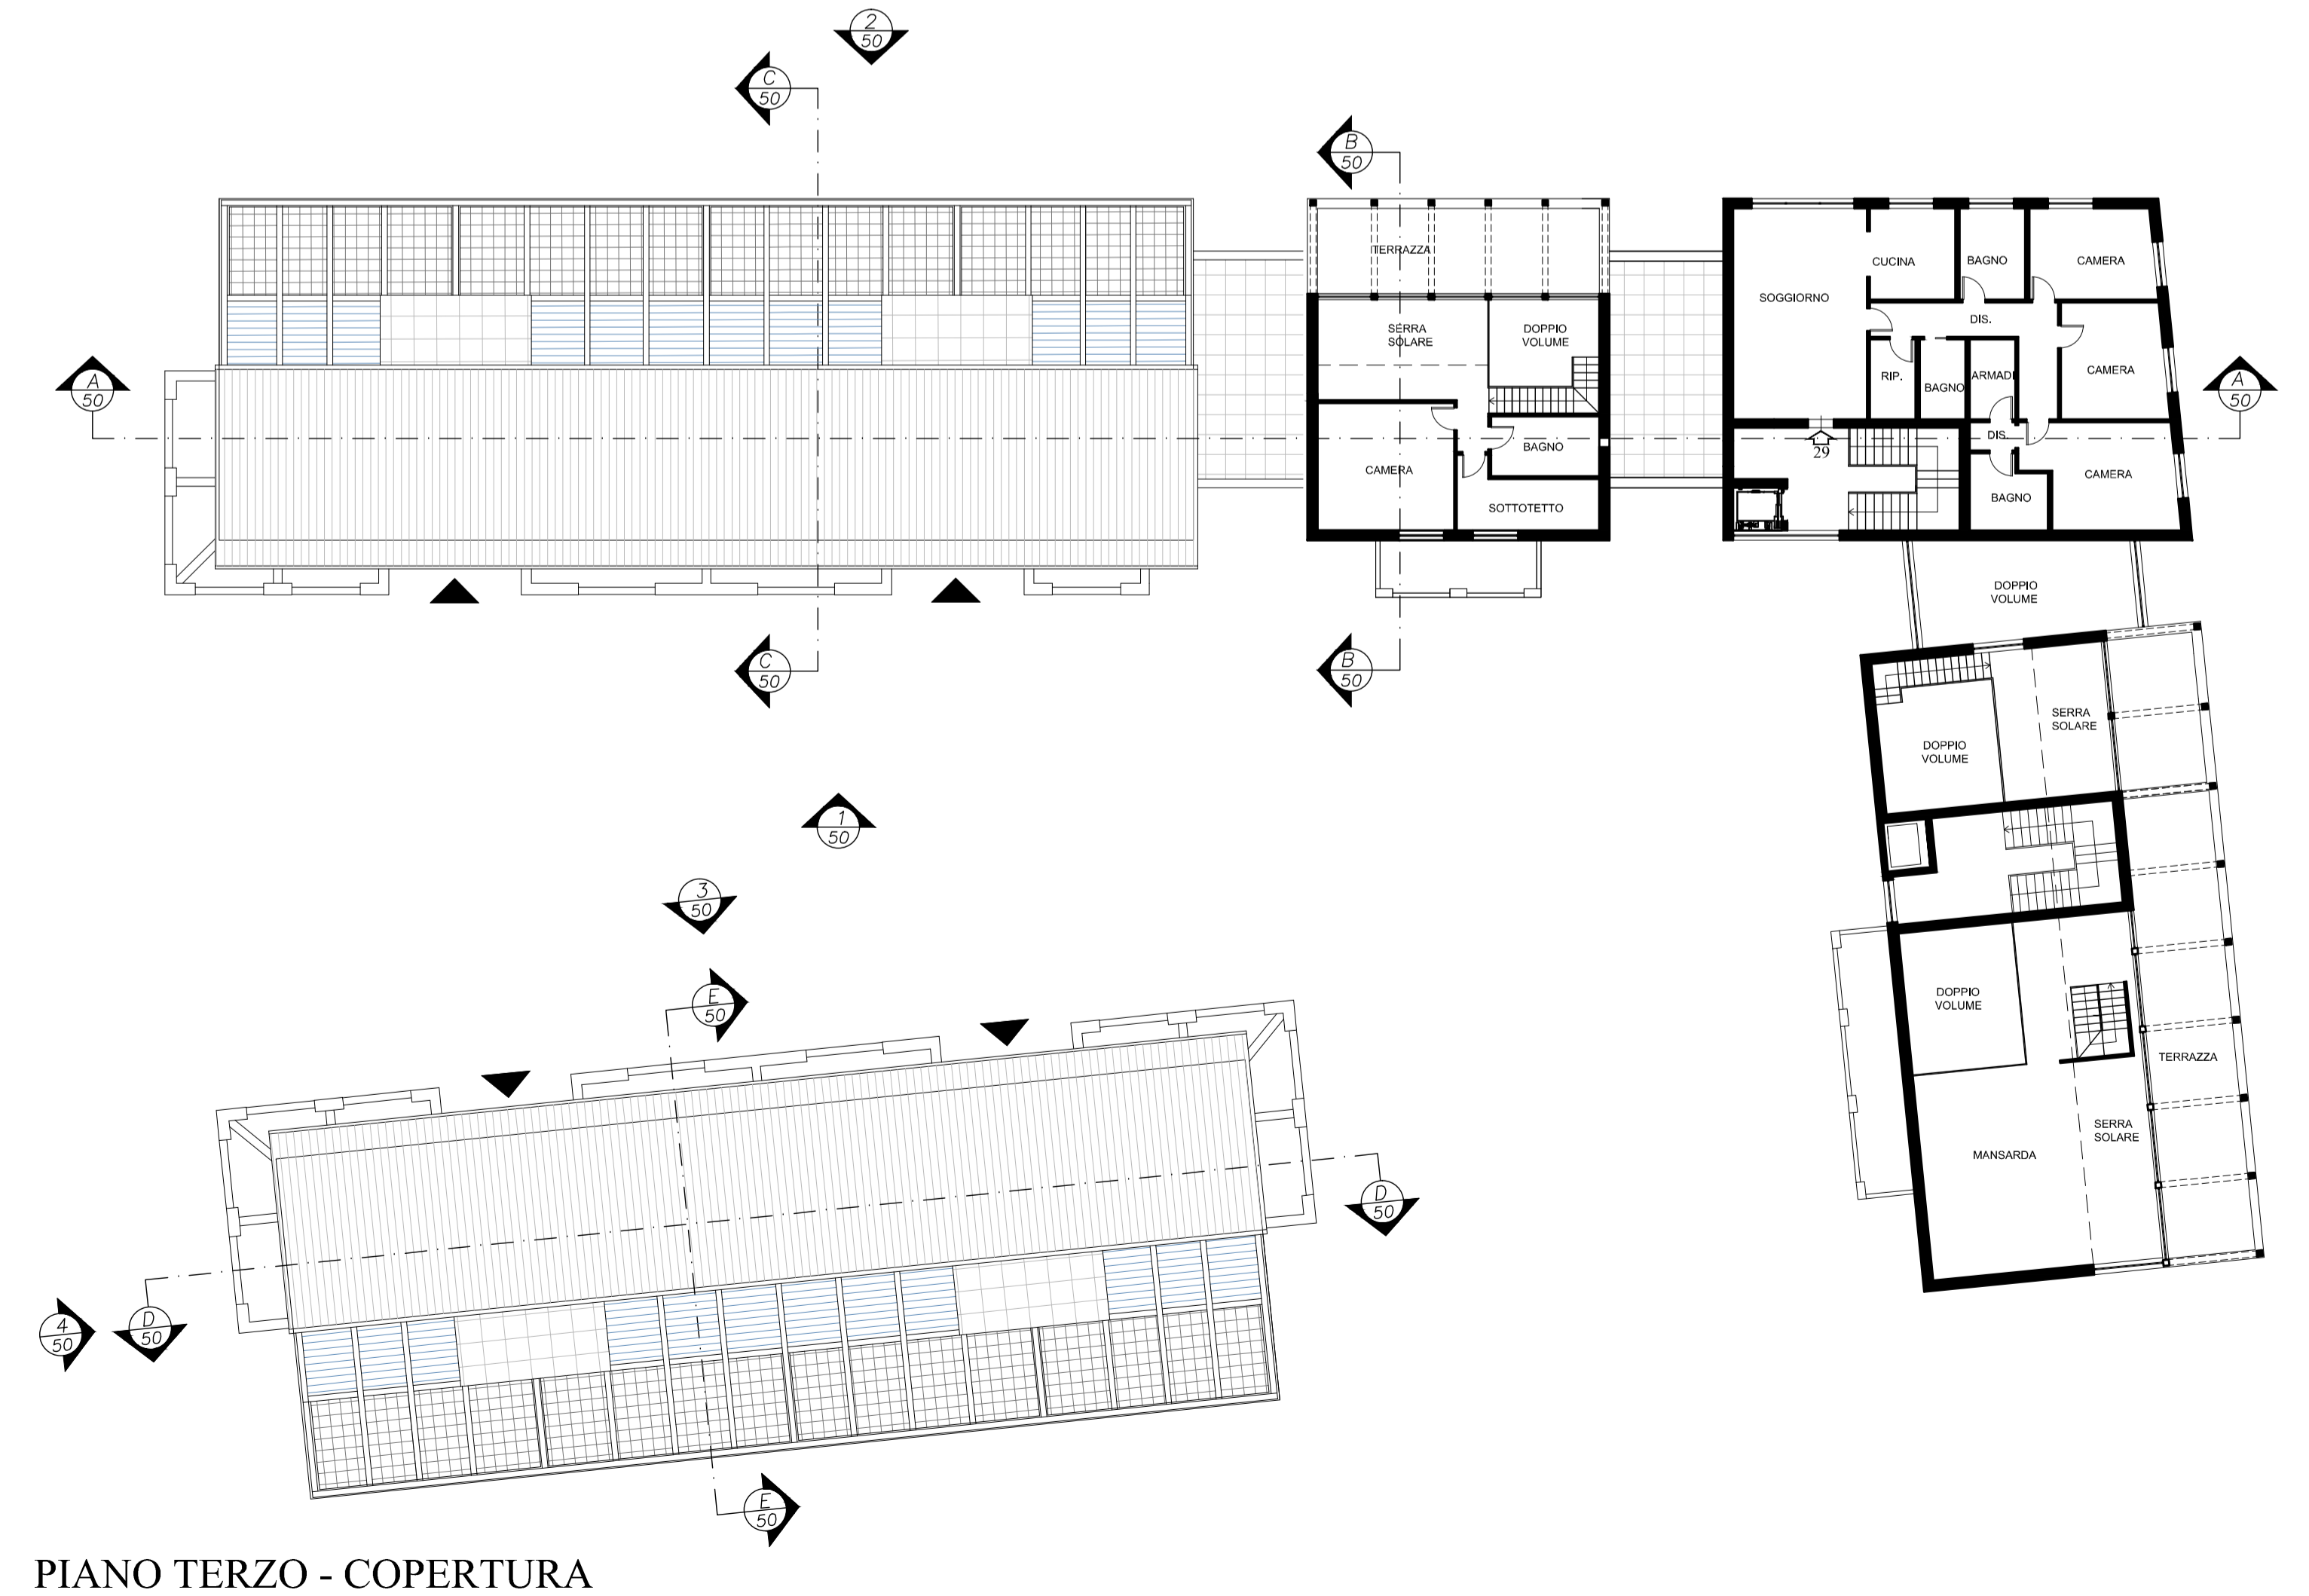 2
50
C
50
B
50
TERRAZZA
CUCINA
BAGNO
CAMERA
SOGGIORNO
DIS.
SERRA
SOLARE
DOPPIO
VOLUME
A
50
RIP.
BAGNO
ARMADI
CAMERA
A
50
BAGNO
CAMERA
29
DIS.
CAMERA
BAGNO
SOTTOTETTO
DOPPIO
VOLUME
C
50
B
50
SERRA
SOLARE
DOPPIO
VOLUME
1
50
3
50
E
50
DOPPIO
VOLUME
TERRAZZA
SERRA
SOLARE
MANSARDA
D
50
4
50
D
50
E
50
PIANO TERZO - COPERTURA